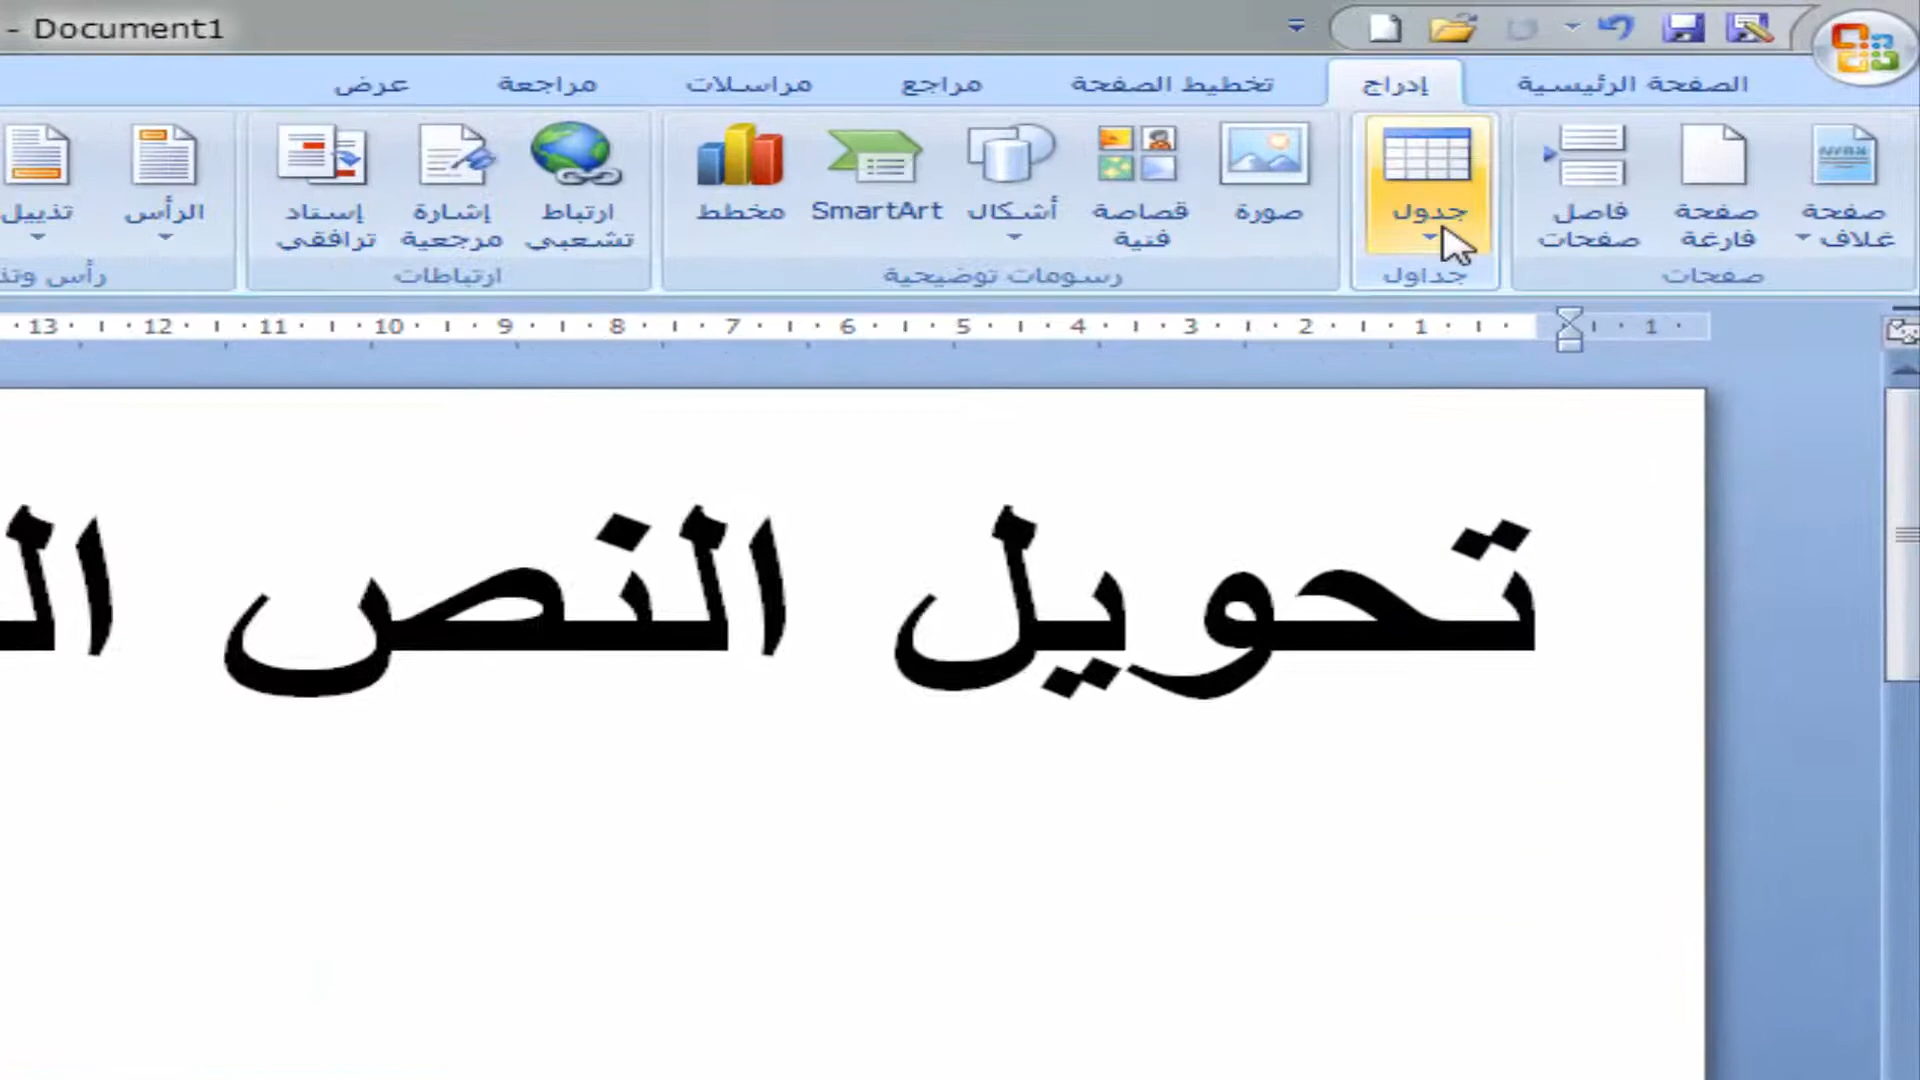 - Document1
الصفحة الرئيسية إدراج تخطيط الصفحة مراجع مراسلات مراجعة عرض
صفحة غلاف
صفحة فارغة
فاصل صفحات
صفحات
جدول
جداول
صورة
قصاصة فنية
أشكال
SmartArt
مخطط
رسومات توضيحية
ارتباط تشعبي
إشارة مرجعية
إسناد ترافقي
ارتباطات
الرأس
تذييل
رأس
1 1 2 3 4 5 6 7 8 9 10 11 12 13
تحويل النص